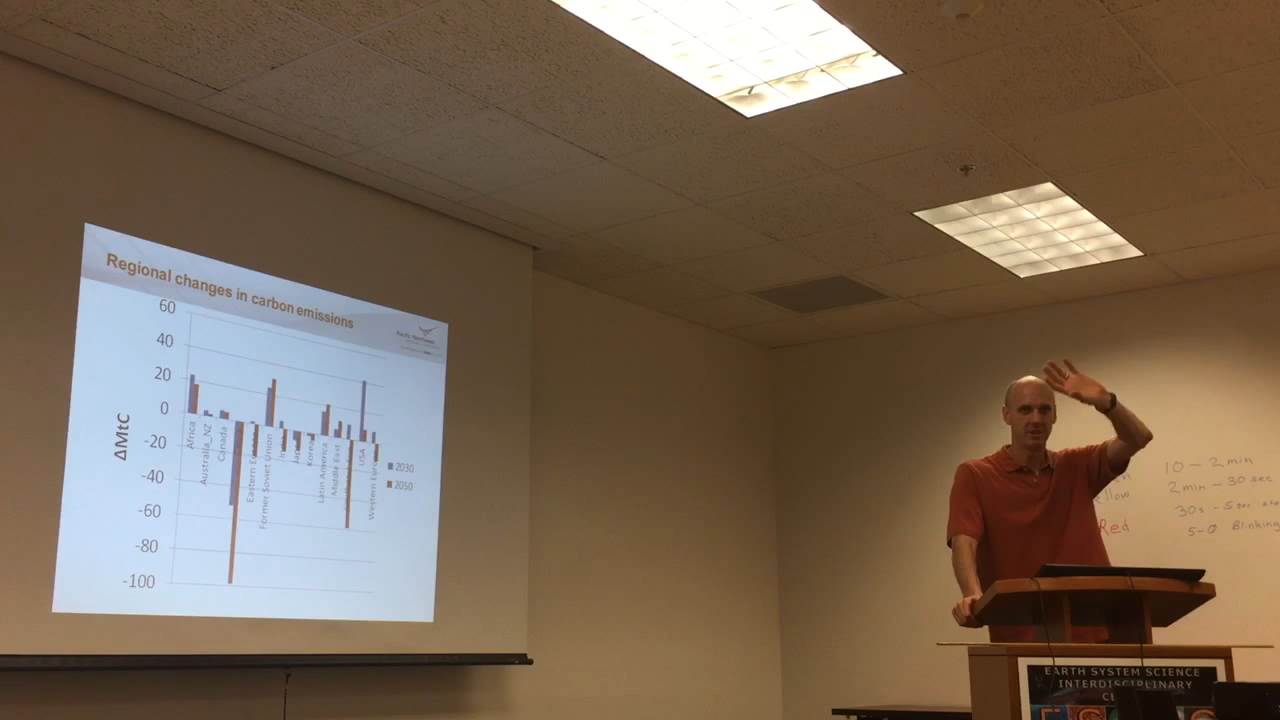 Regional changes in carbon emissions
Pacific Northwest
60
40
20
0
-20
-40
-60
-80
-100
ΔMtC
Africa
Australia_NZ
Canada
Eastern
Former Soviet Union
Korea
Latin America
Middle East
USA
Western
2030
2050
10 - 2 min
2 min - 30 sec
30s - 5 sec
Red
5-0 Blinking
EARTH SYSTEM SCIENCE
INTERDISCIPLINARY